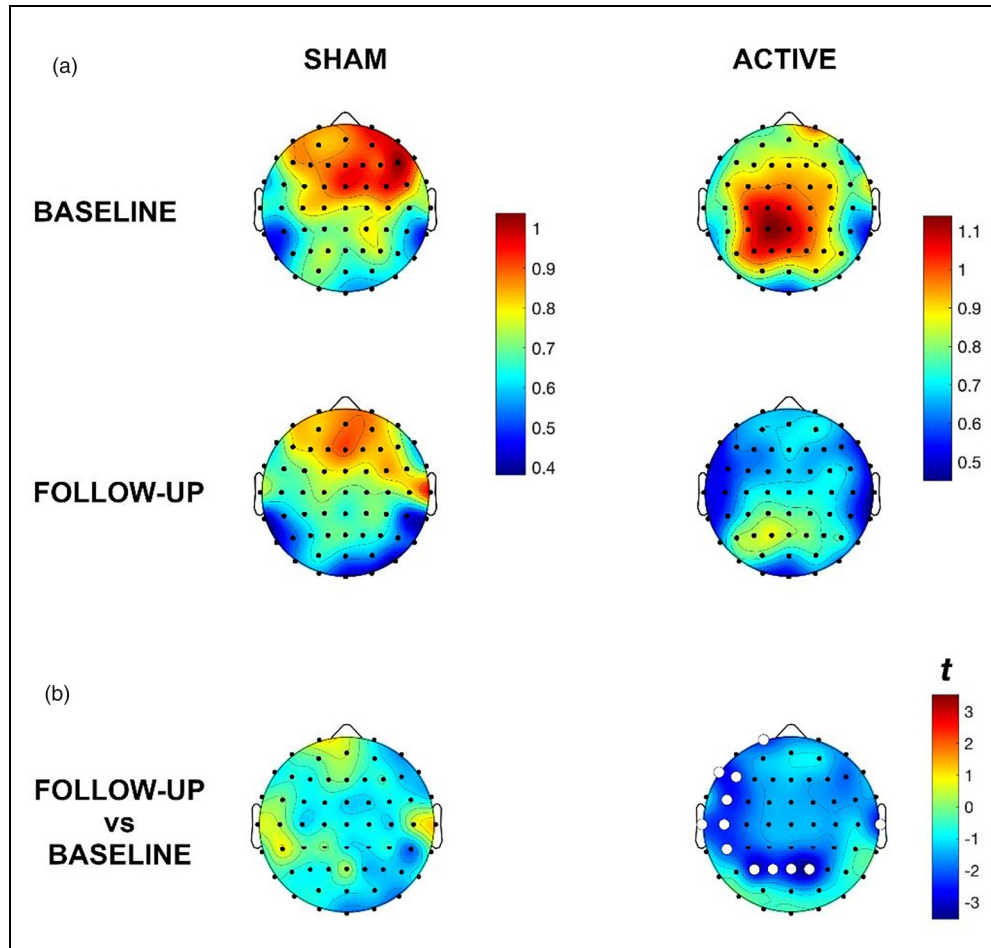 (a)
SHAM
ACTIVE
BASELINE
1
0.9
0.8
0.7
0.6
0.5
0.4
1.1
1
0.9
0.8
0.7
0.6
0.5
FOLLOW-UP
(b)
t
3
2
1
0
-1
-2
-3
FOLLOW-UP
vs
BASELINE